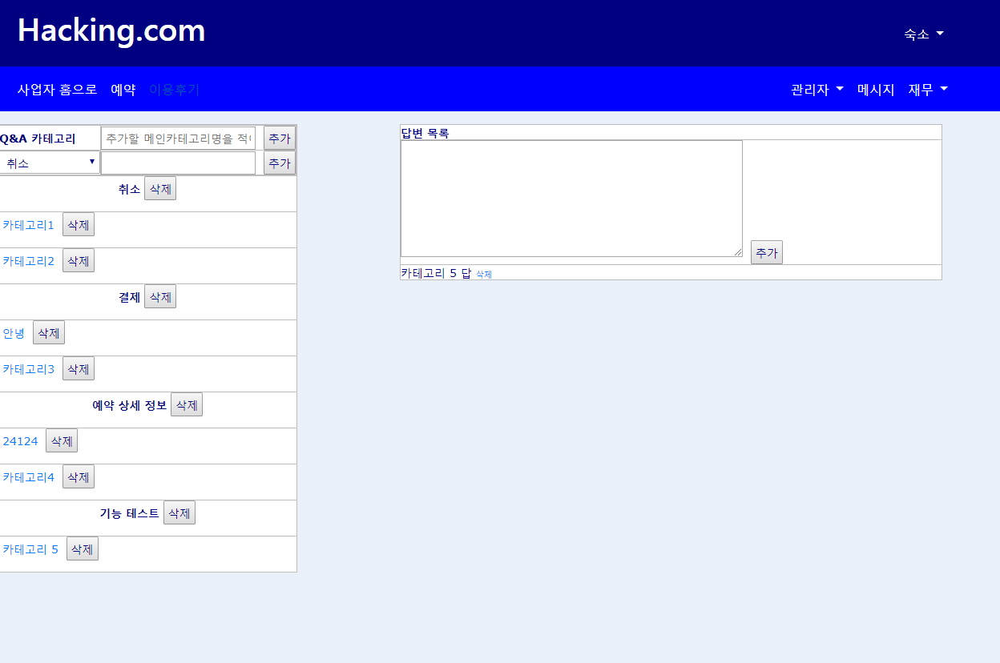 Hacking.com
숙소
사업자 홈으로 예약 이용후기
관리자 메시지 재무
Q&A 카테고리 추가할 메인카테고리명을 적 추가
취소 추가
취소 삭제
카테고리1 삭제
카테고리2 삭제
결제 삭제
안녕 삭제
카테고리3 삭제
예약 상세 정보 삭제
24124 삭제
카테고리4 삭제
기능 테스트 삭제
카테고리 5 삭제
답변 목록
추가
카테고리 5 답 삭제